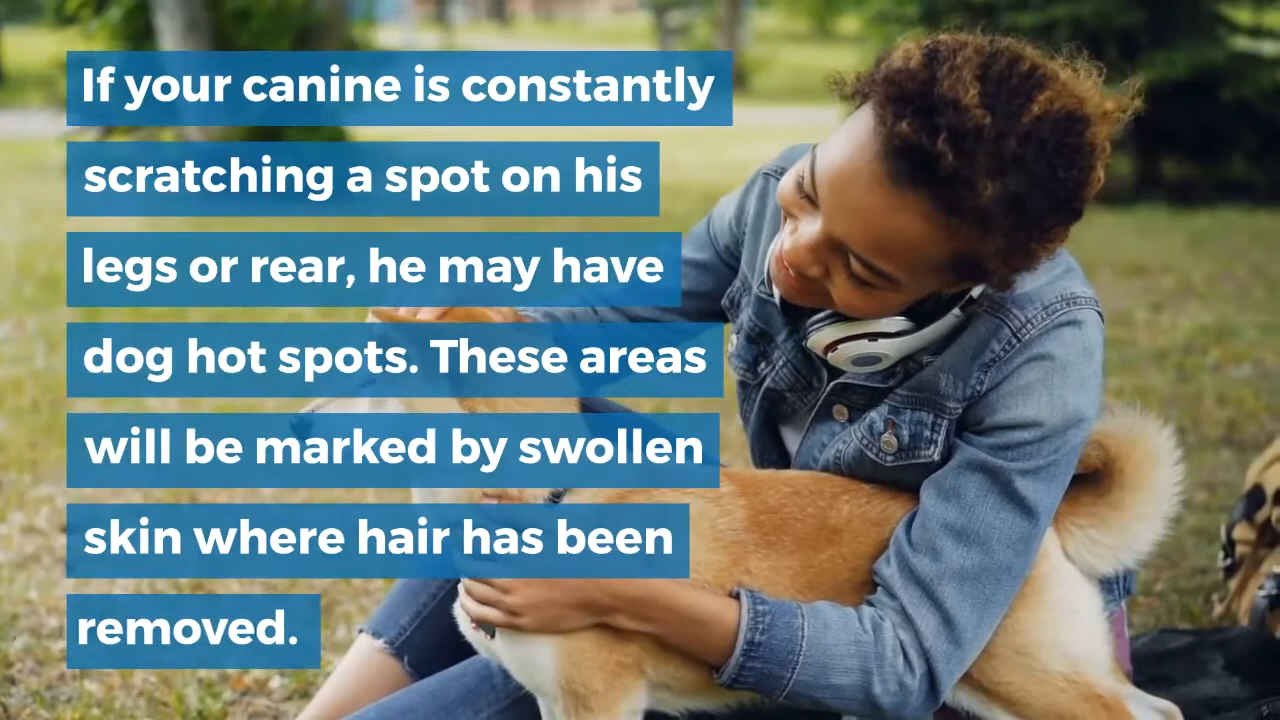 If your canine is constantly
scratching a spot on his
legs or rear, he may have
dog hot spots. These areas
will be marked by swollen
skin where hair has been
removed.